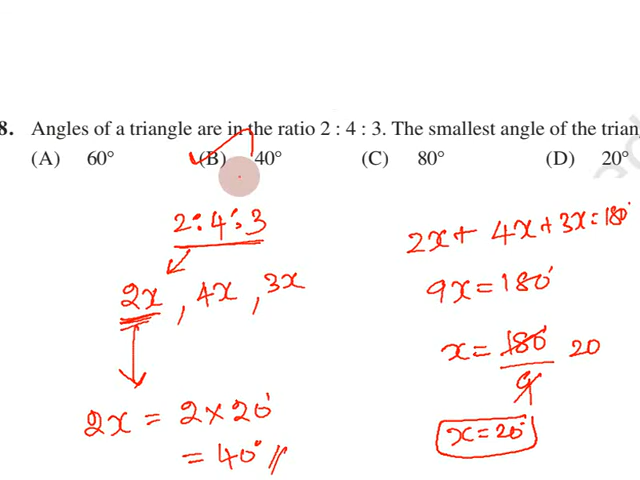 8. Angles of a triangle are in the ratio 2 : 4 : 3. The smallest angle of the trian
(A) 60° (B) 40° (C) 80° (D) 20°
2:4:3
2x, 4x, 3x
2x = 2 × 20°
= 40° //
2x + 4x + 3x = 180°
9x = 180°
x = 180° 20
9
x = 20°